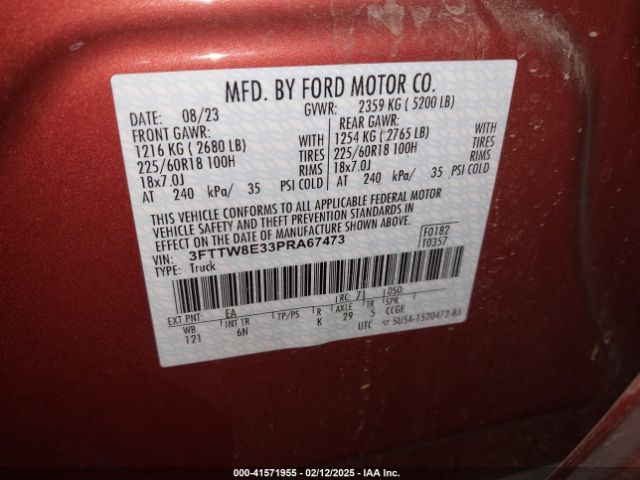 MFD. BY FORD MOTOR CO.
DATE: 08/23 GVWR: 2359 KG ( 5200 LB)
FRONT GAWR: REAR GAWR:
1216 KG ( 2680 LB) WITH 1254 KG ( 2765 LB) WITH
225/60R18 100H TIRES 225/60R18 100H TIRES
18x7.0J RIMS 18x7.0J RIMS
AT 240 kPa/ 35 PSI COLD AT 240 kPa/ 35 PSI COLD
THIS VEHICLE CONFORMS TO ALL APPLICABLE FEDERAL MOTOR
VEHICLE SAFETY AND THEFT PREVENTION STANDARDS IN
EFFECT ON THE DATE OF MANUFACTURE SHOWN ABOVE.
VIN: 3FTTW8E33PRA67473 F0182
TYPE: Truck T0357
EXT PNT: EA RC: 71 DSO:
WB INT TR TP/PS R AXLE TR SPR
121 6N K 29 5 CCGE
UTC ▽ 5U5A-1520472-BA
000-41571955 - 02/12/2025 - IAA Inc.